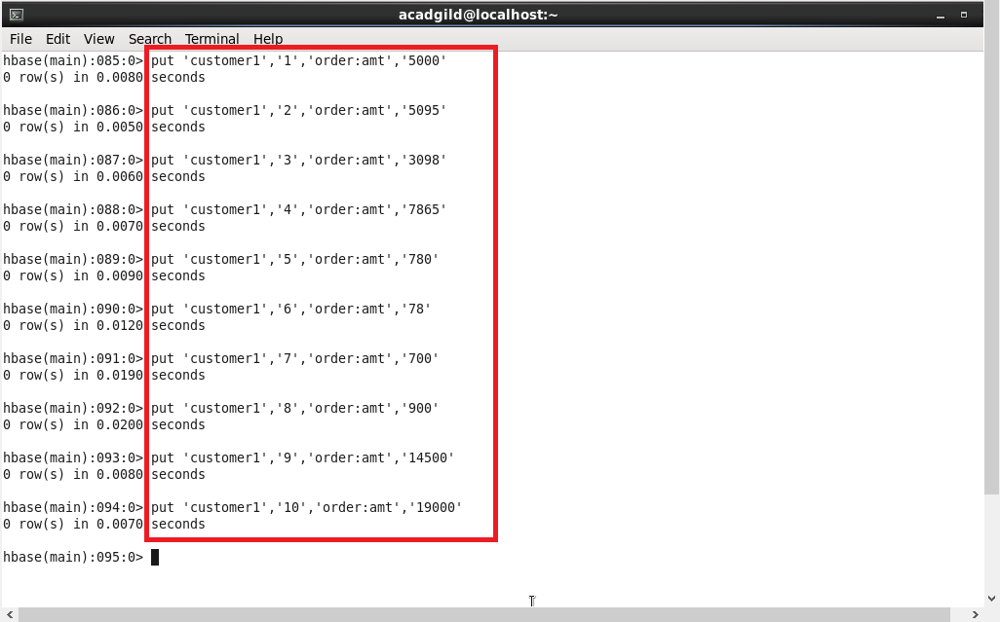 acadgild@localhost:~
File Edit View Search Terminal Help
hbase(main):085:0> put 'customer1','1','order:amt','5000'
0 row(s) in 0.0080 seconds
hbase(main):086:0> put 'customer1','2','order:amt','5095'
0 row(s) in 0.0050 seconds
hbase(main):087:0> put 'customer1','3','order:amt','3098'
0 row(s) in 0.0060 seconds
hbase(main):088:0> put 'customer1','4','order:amt','7865'
0 row(s) in 0.0070 seconds
hbase(main):089:0> put 'customer1','5','order:amt','780'
0 row(s) in 0.0090 seconds
hbase(main):090:0> put 'customer1','6','order:amt','78'
0 row(s) in 0.0120 seconds
hbase(main):091:0> put 'customer1','7','order:amt','700'
0 row(s) in 0.0190 seconds
hbase(main):092:0> put 'customer1','8','order:amt','900'
0 row(s) in 0.0200 seconds
hbase(main):093:0> put 'customer1','9','order:amt','14500'
0 row(s) in 0.0080 seconds
hbase(main):094:0> put 'customer1','10','order:amt','19000'
0 row(s) in 0.0070 seconds
hbase(main):095:0>